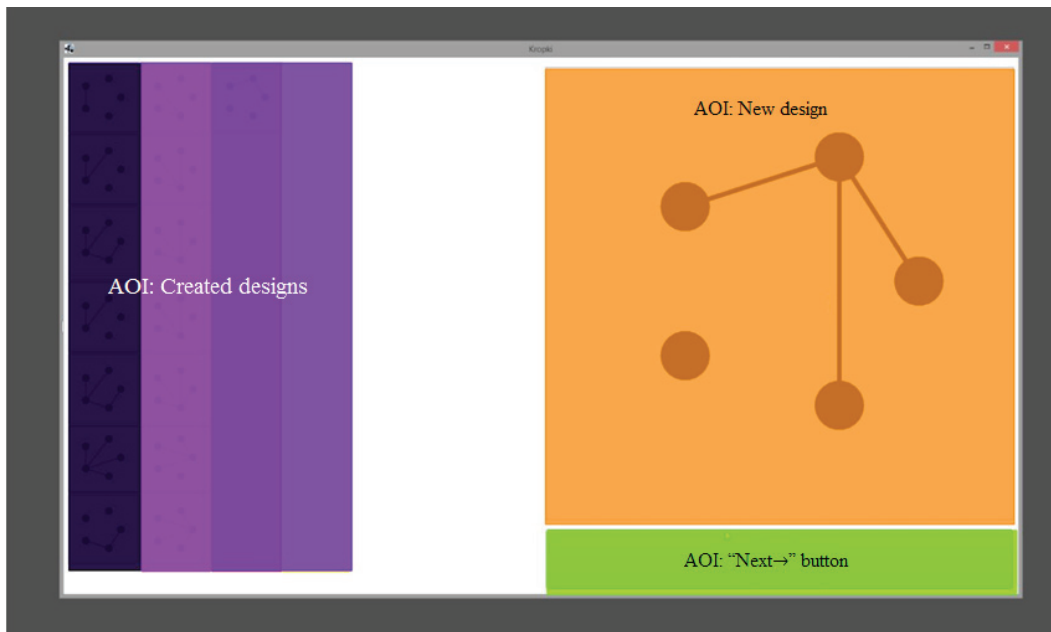 Kropki
AOI: New design
AOI: Created designs
AOI: “Next→” button